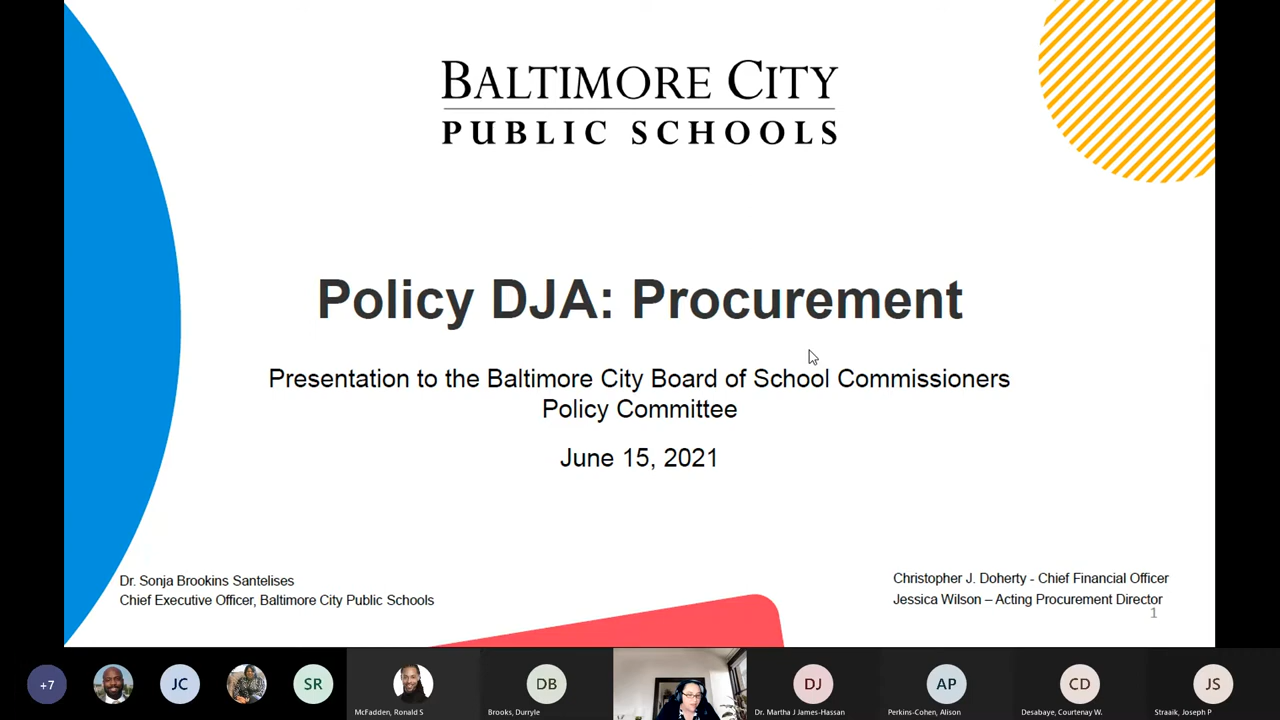 BALTIMORE CITY
PUBLIC SCHOOLS
Policy DJA: Procurement
Presentation to the Baltimore City Board of School Commissioners
Policy Committee
June 15, 2021
Dr. Sonja Brookins Santelises
Chief Executive Officer, Baltimore City Public Schools
Christopher J. Doherty - Chief Financial Officer
Jessica Wilson – Acting Procurement Director
1
+7
JC
SR
McFadden, Ronald S
DB
Brooks, Durryle
DJ
Dr. Martha J James-Hassan
AP
Perkins-Cohen, Alison
CD
Desabaye, Courtenay W.
JS
Straaik, Joseph P